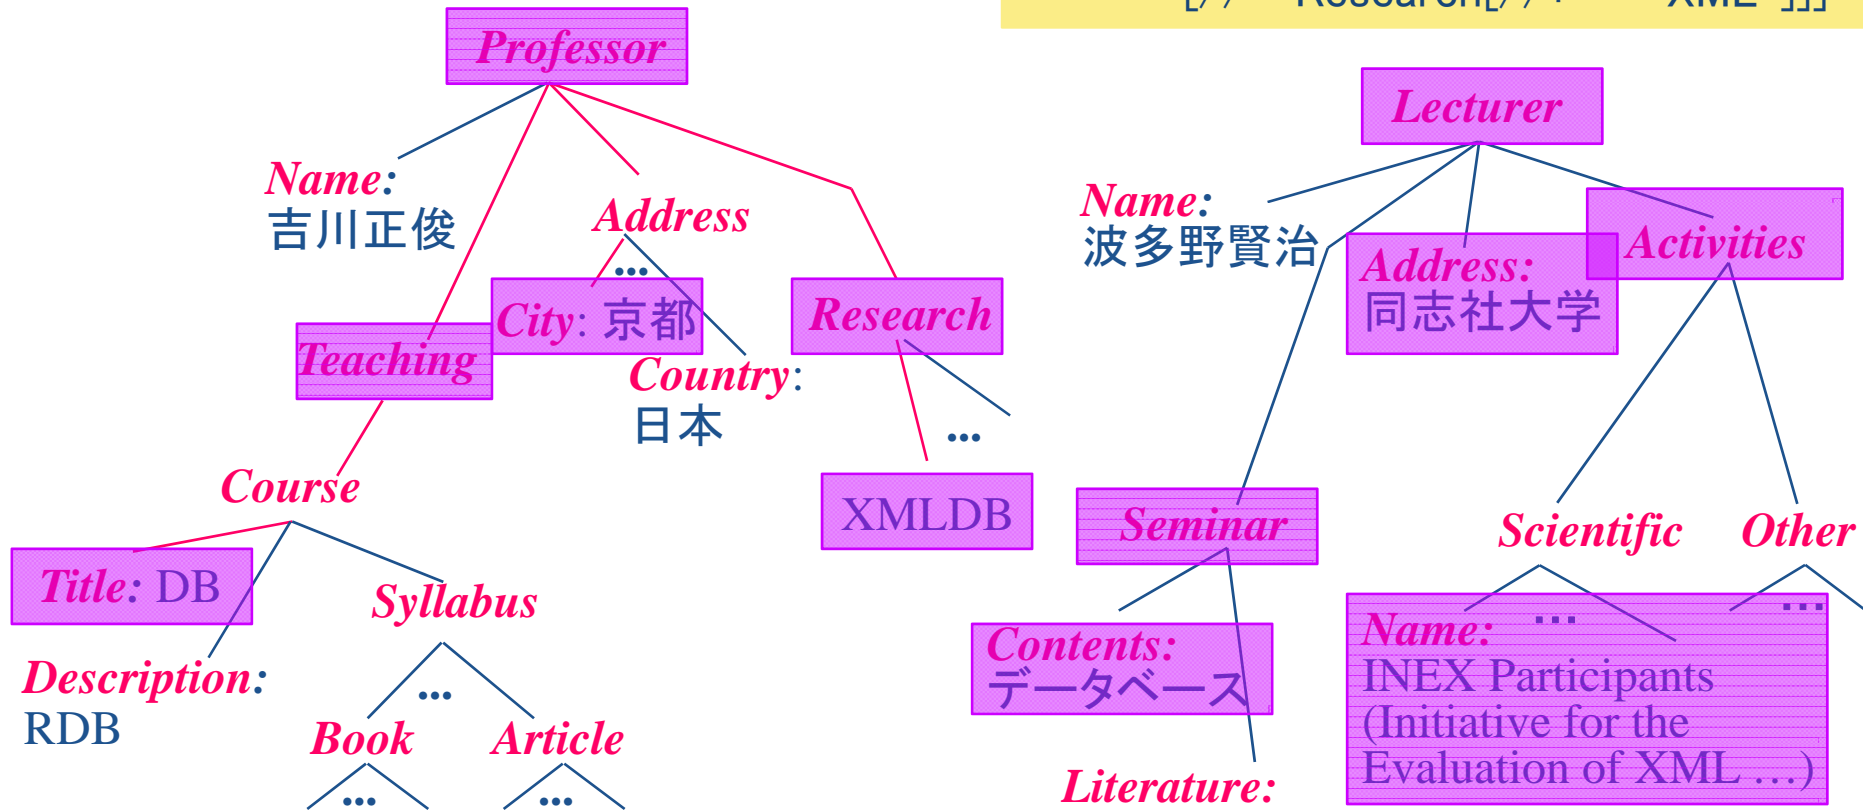 Professor
Name:
吉川正俊
Address
...
City: 京都
Country:
日本
Research
...
XMLDB
Teaching
Course
Title: DB
Description:
RDB
Syllabus
...
Book
Article
...
...
Lecturer
Name:
波多野賢治
Address:
同志社大学
Activities
Seminar
Contents:
データベース
Literature:
Scientific
Other
...
...
Name:
INEX Participants
(Initiative for the
Evaluation of XML ...)